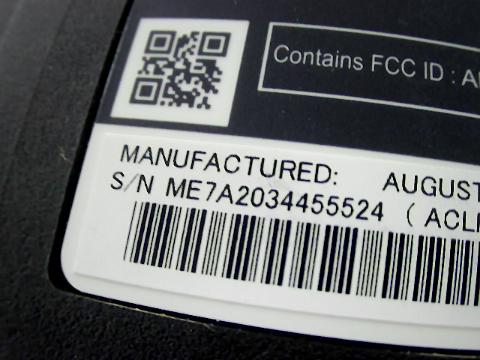 Contains FCC ID : A
MANUFACTURED: AUGUST
S/N ME7A2034455524 ( ACL